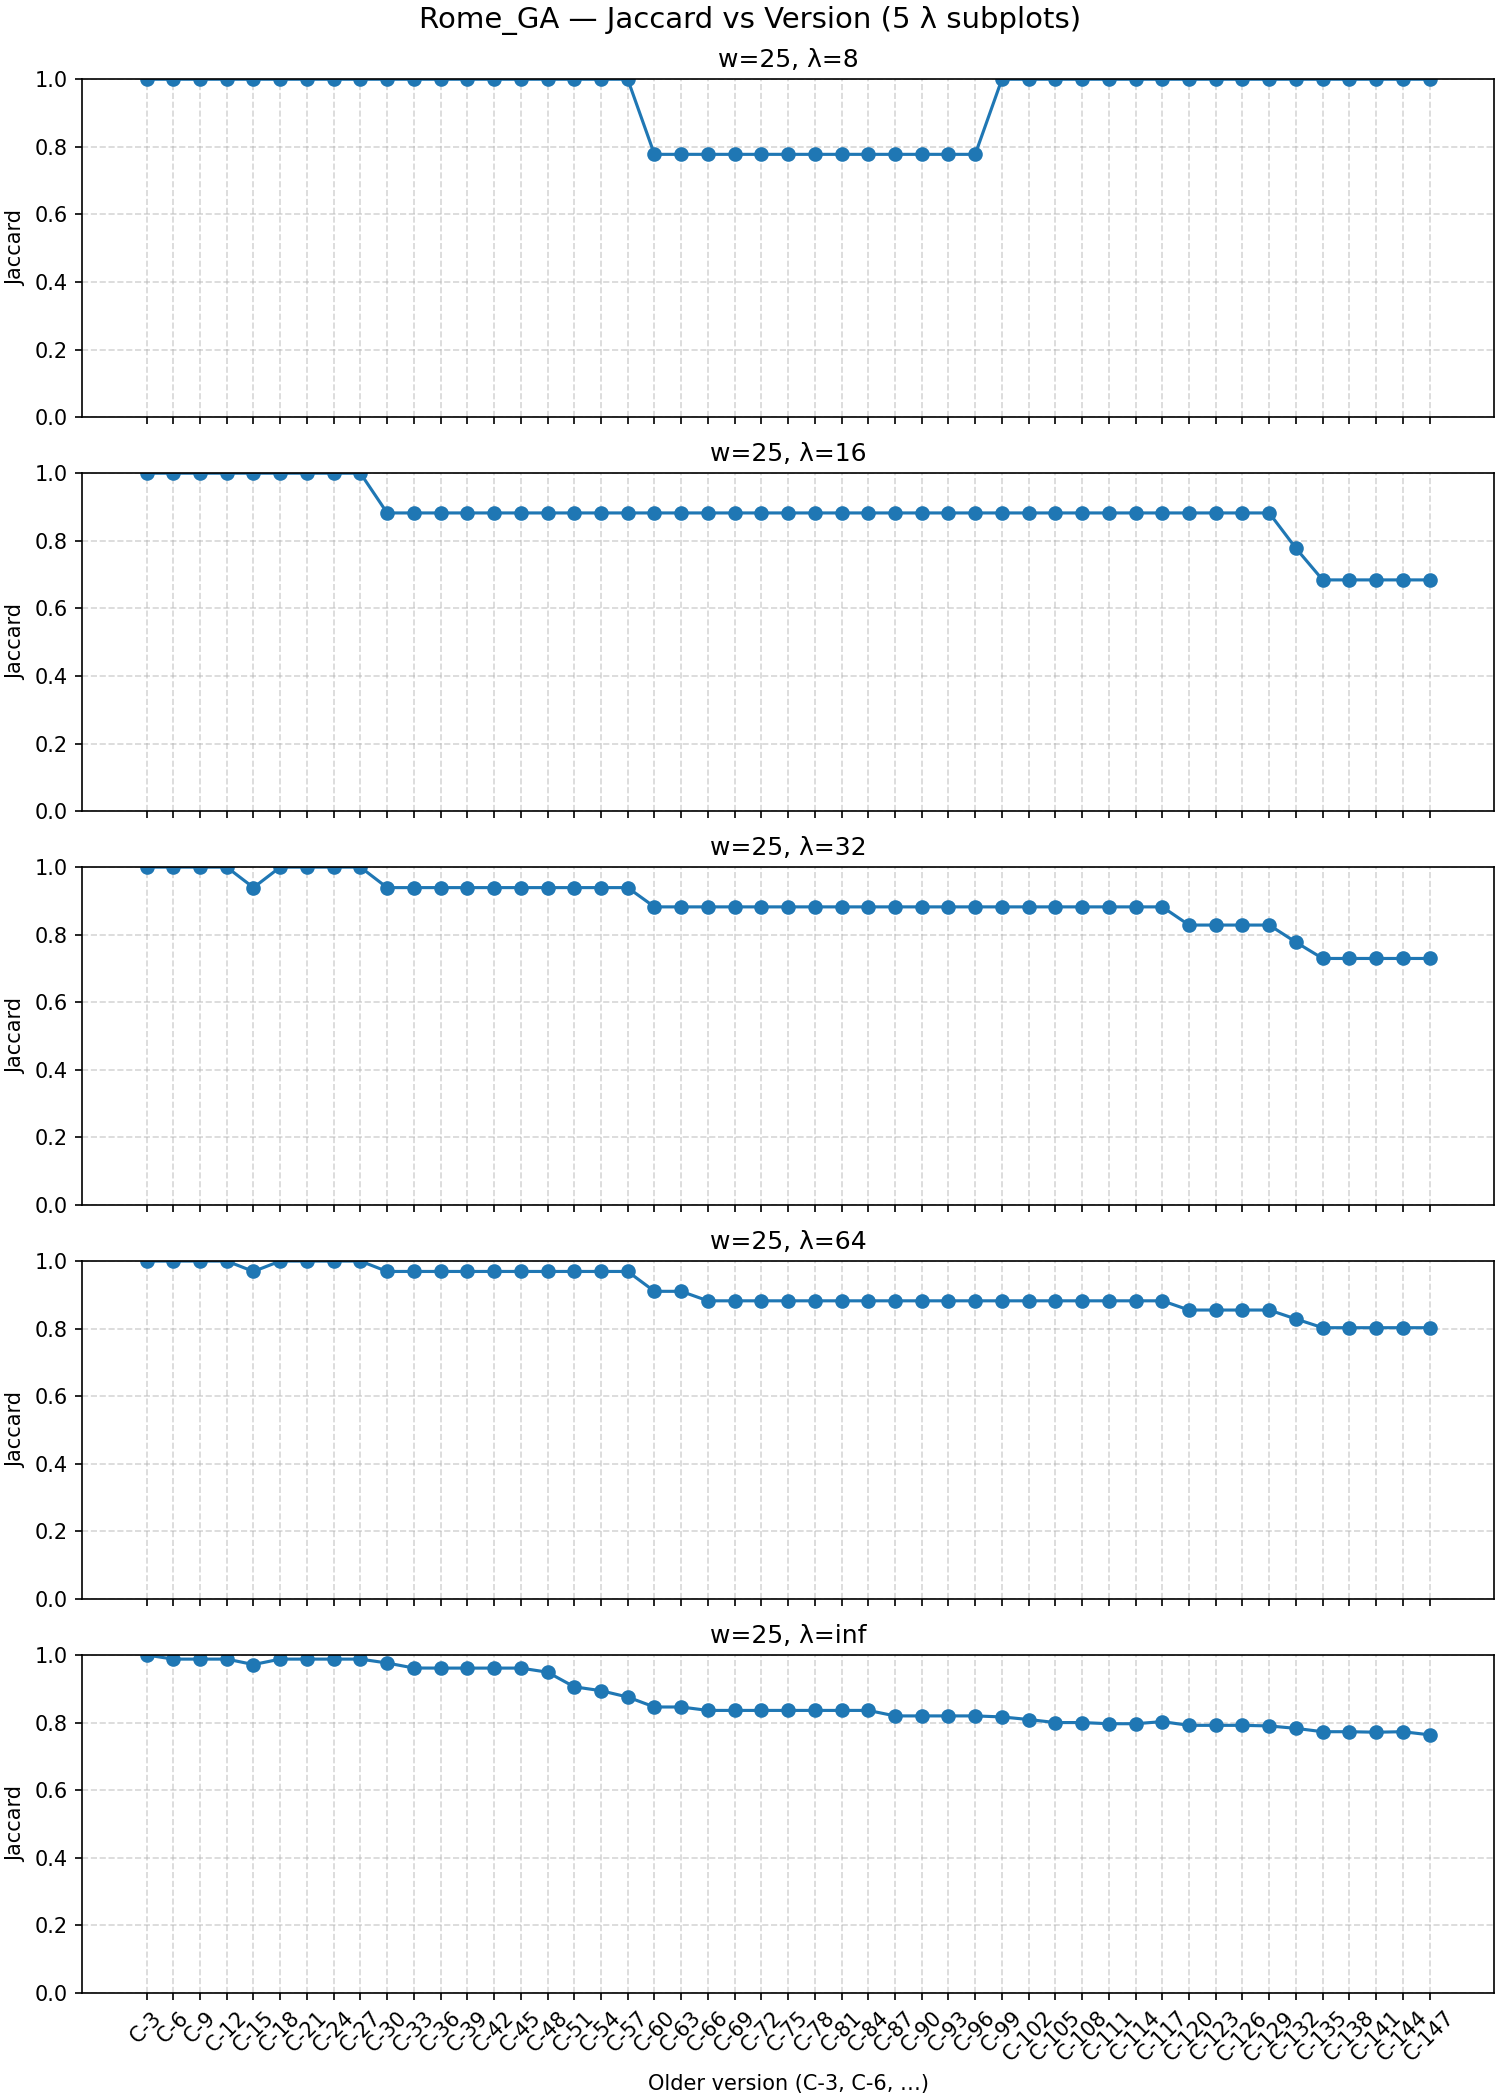 Rome_GA — Jaccard vs Version (5 λ subplots)
w=25, λ=8
1.0
0.8
0.6
0.4
0.2
0.0
Jaccard
w=25, λ=16
1.0
0.8
0.6
0.4
0.2
0.0
Jaccard
w=25, λ=32
1.0
0.8
0.6
0.4
0.2
0.0
Jaccard
w=25, λ=64
1.0
0.8
0.6
0.4
0.2
0.0
Jaccard
w=25, λ=inf
1.0
0.8
0.6
0.4
0.2
0.0
Jaccard
C-3
C-6
C-9
C-12
C-15
C-18
C-21
C-24
C-27
C-30
C-33
C-36
C-39
C-42
C-45
C-48
C-51
C-54
C-57
C-60
C-63
C-66
C-69
C-72
C-75
C-78
C-81
C-84
C-87
C-90
C-93
C-96
C-99
C-102
C-105
C-108
C-111
C-114
C-117
C-120
C-123
C-126
C-129
C-132
C-135
C-138
C-141
C-144
C-147
Older version (C-3, C-6, ...)